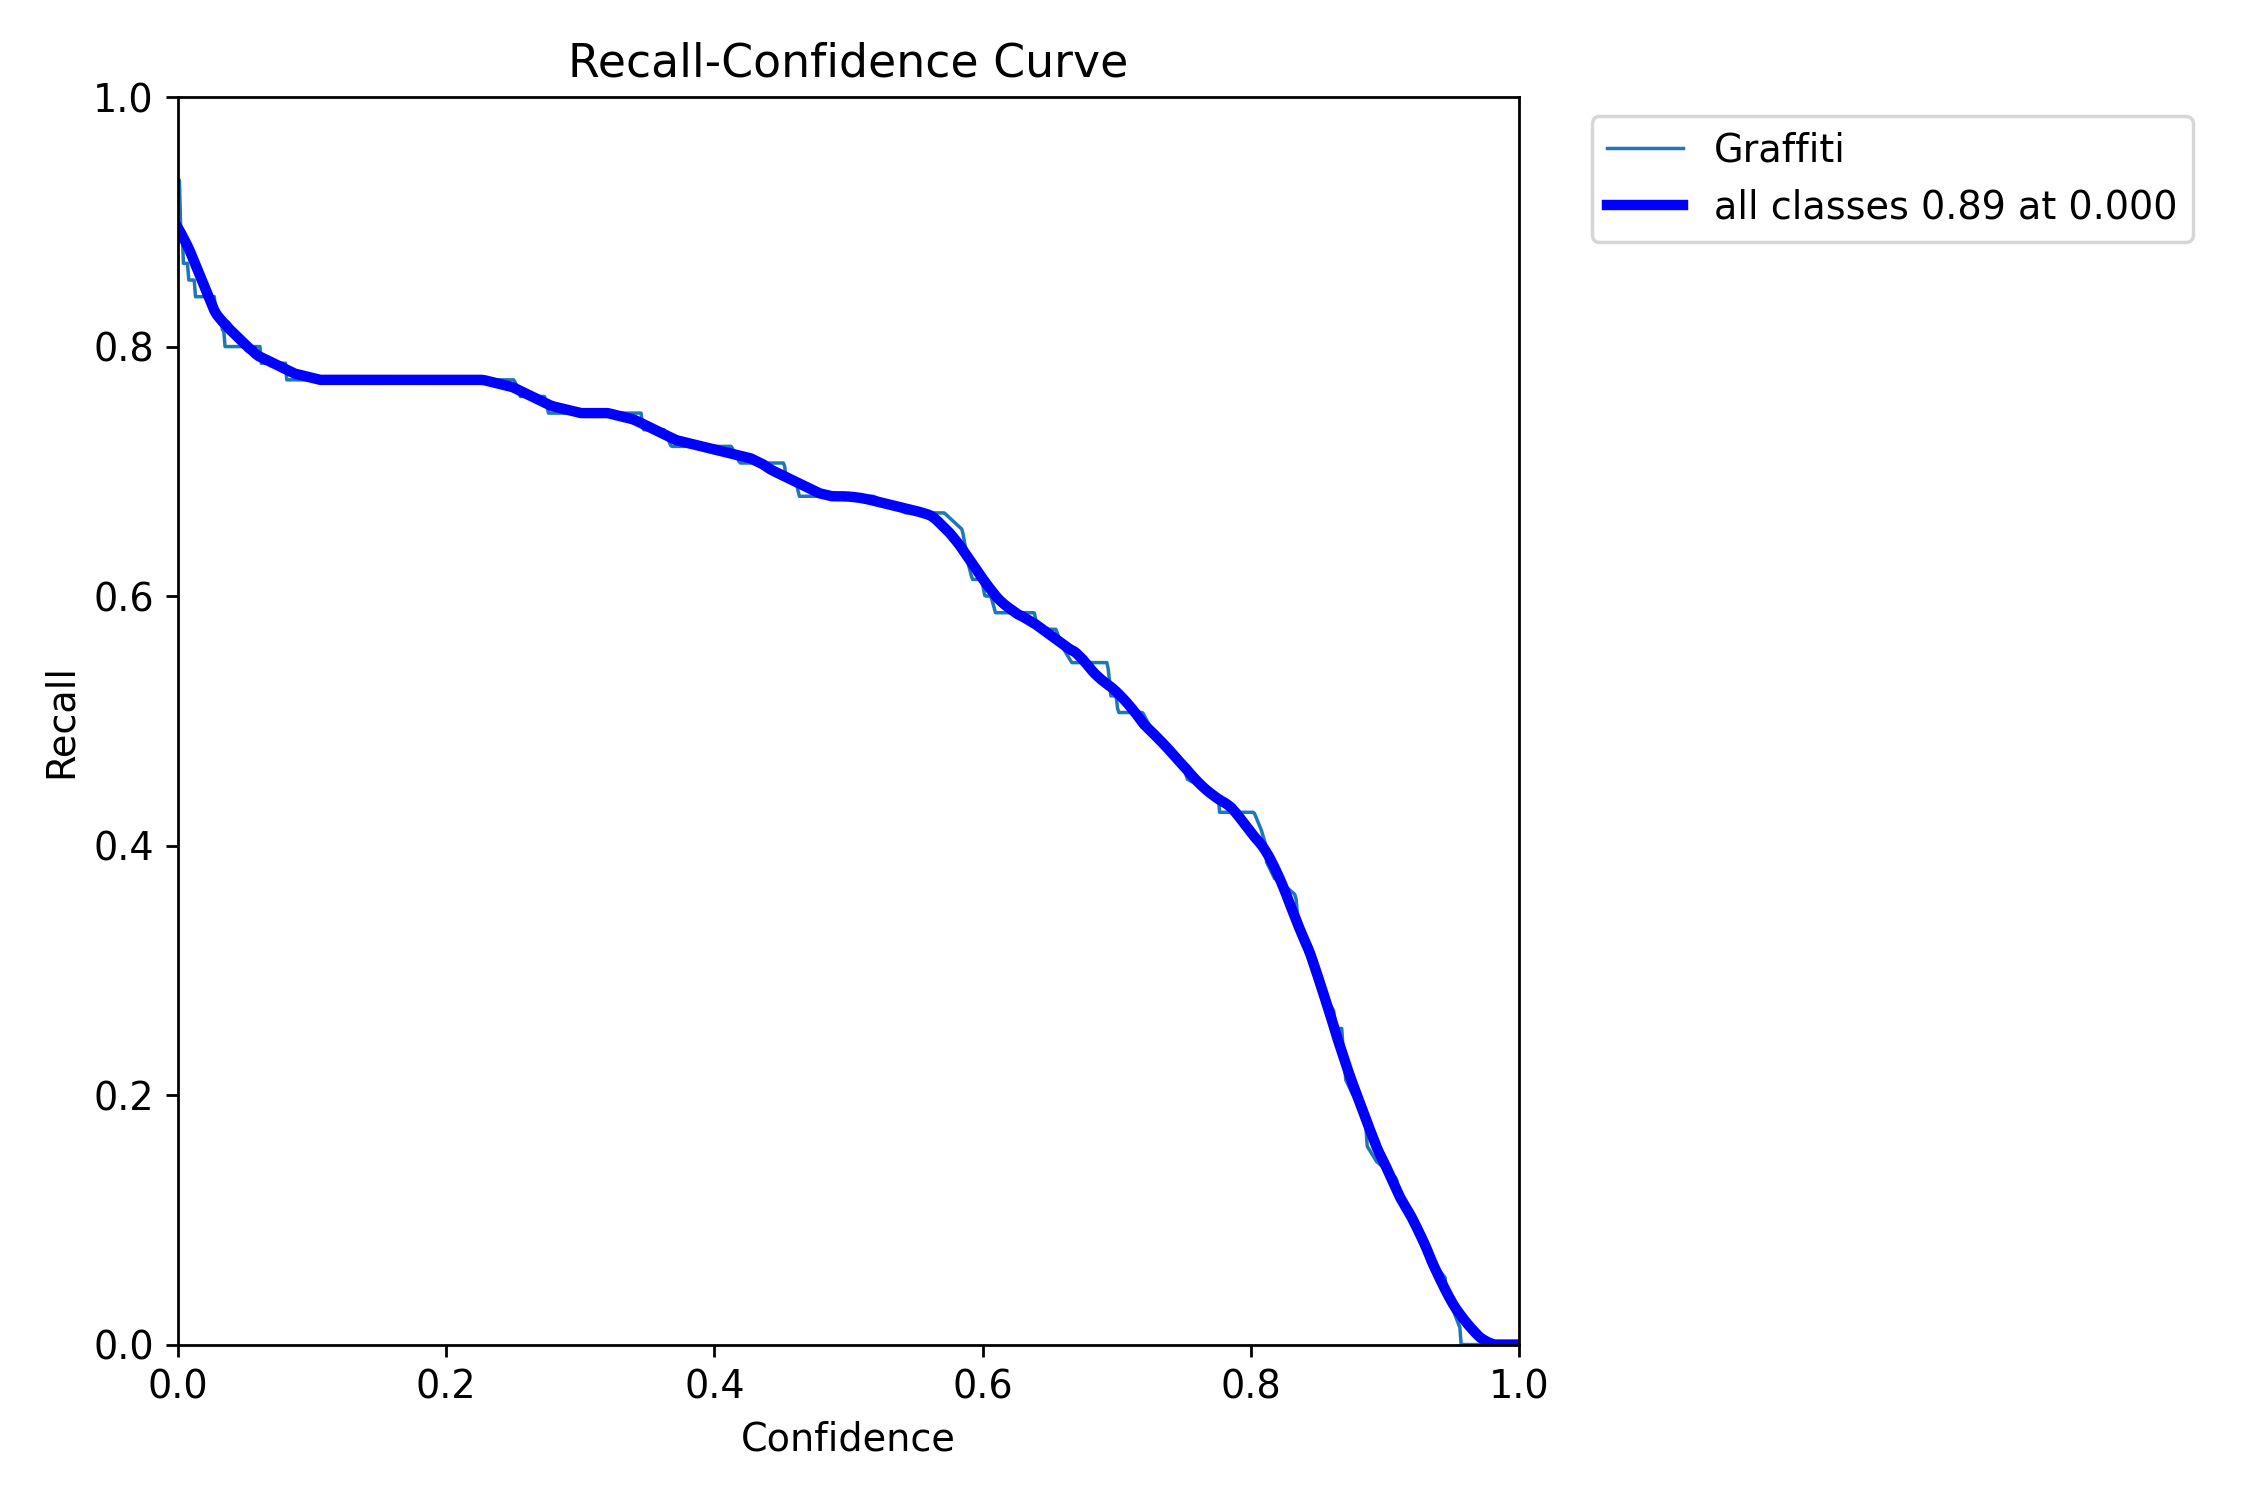 Recall-Confidence Curve
1.0
0.8
0.6
0.4
0.2
0.0
Recall
0.0 0.2 0.4 0.6 0.8 1.0
Confidence
Graffiti
all classes 0.89 at 0.000